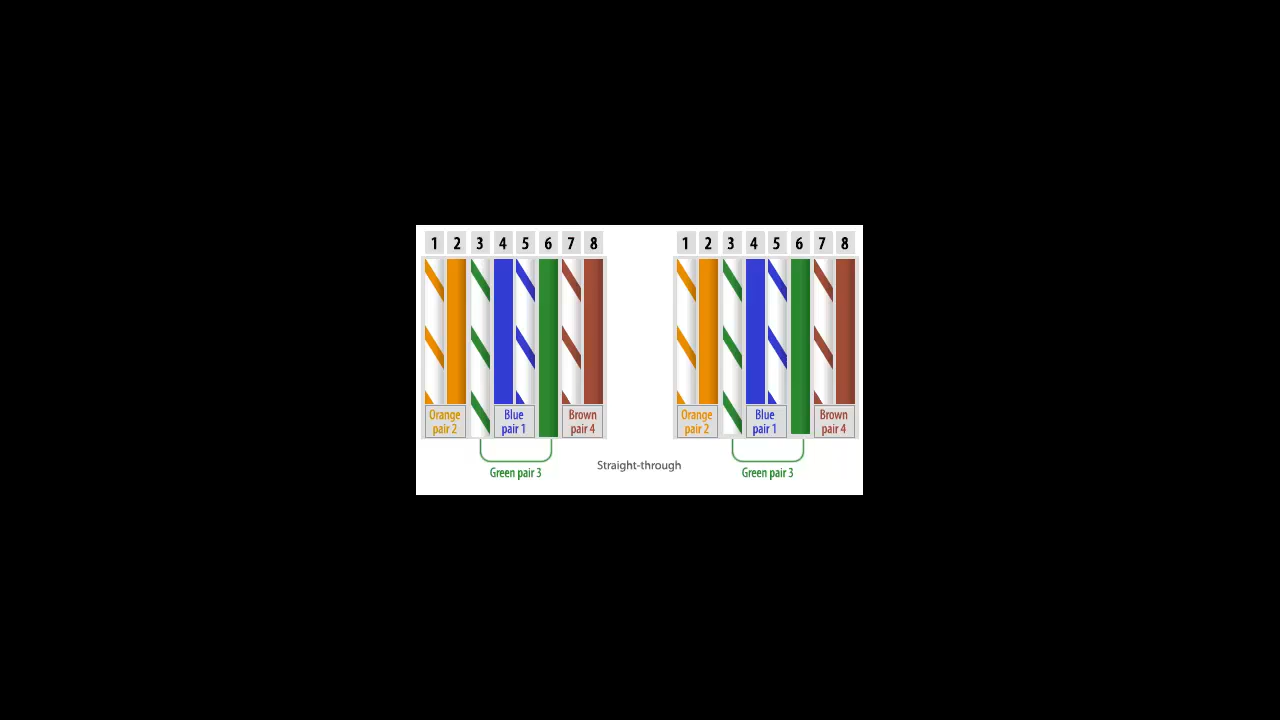 1 2 3 4 5 6 7 8
1 2 3 4 5 6 7 8
Orange
pair 2
Blue
pair 1
Brown
pair 4
Orange
pair 2
Blue
pair 1
Brown
pair 4
Green pair 3
Straight-through
Green pair 3